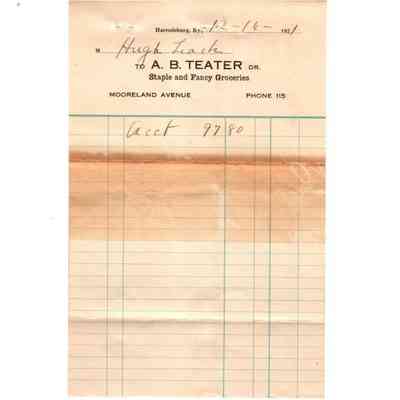 Harrodsburg, Ky., 12-16- 1921
M Hugh Leach
TO A. B. TEATER DR.
Staple and Fancy Groceries
MOORELAND AVENUE PHONE 115
acct 97 80